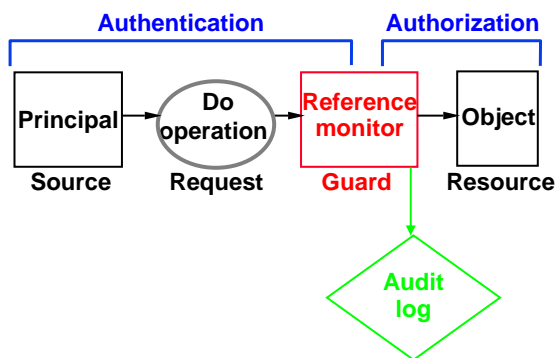 Authentication
Authorization
Principal
Do
operation
Reference
monitor
Object
Source
Request
Guard
Resource
Audit
log